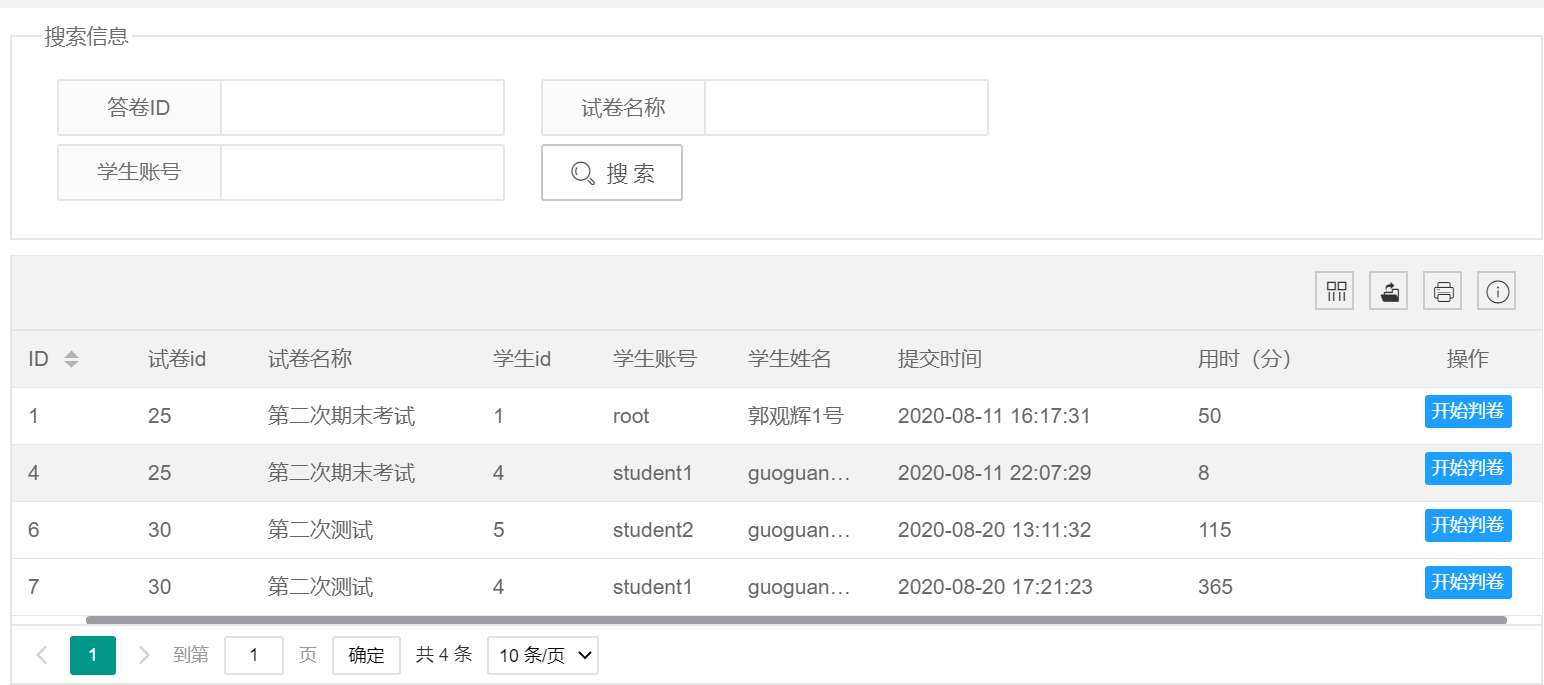 搜索信息
答卷ID 试卷名称
学生账号 搜 索
ID 试卷id 试卷名称 学生id 学生账号 学生姓名 提交时间 用时（分） 操作
1 25 第二次期末考试 1 root 郭观辉1号 2020-08-11 16:17:31 50 开始判卷
4 25 第二次期末考试 4 student1 guoguan… 2020-08-11 22:07:29 8 开始判卷
6 30 第二次测试 5 student2 guoguan… 2020-08-20 13:11:32 115 开始判卷
7 30 第二次测试 4 student1 guoguan… 2020-08-20 17:21:23 365 开始判卷
1 到第 1 页 确定 共 4 条 10 条/页